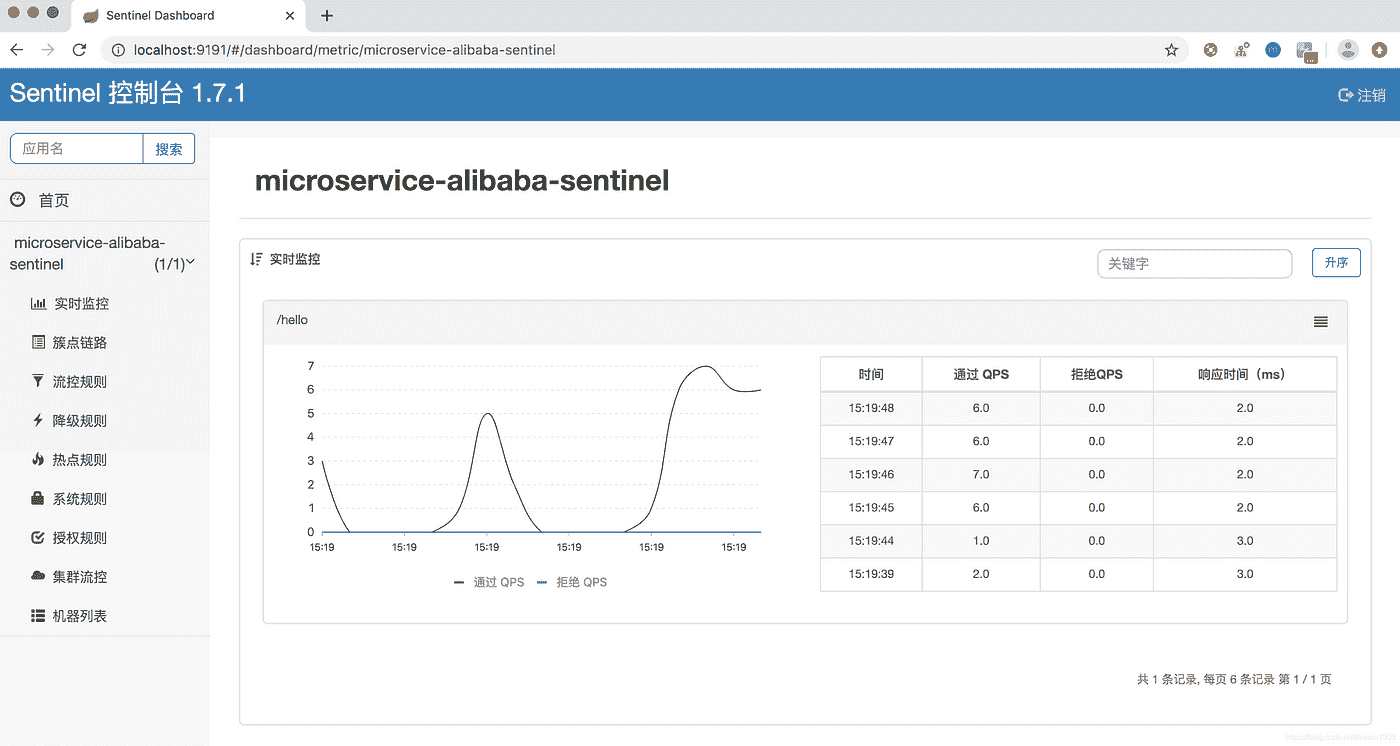 Sentinel Dashboard
localhost:9191/#/dashboard/metric/microservice-alibaba-sentinel
Sentinel 控制台 1.7.1
注销
应用名
搜索
首页
microservice-alibaba-
sentinel (1/1)
实时监控
簇点链路
流控规则
降级规则
热点规则
系统规则
授权规则
集群流控
机器列表
microservice-alibaba-sentinel
实时监控
关键字
升序
/hello
7
6
5
4
3
2
1
0
15:19 15:19 15:19 15:19 15:19 15:19
通过 QPS 拒绝 QPS
时间 通过 QPS 拒绝QPS 响应时间（ms）
15:19:48 6.0 0.0 2.0
15:19:47 6.0 0.0 2.0
15:19:46 7.0 0.0 2.0
15:19:45 6.0 0.0 2.0
15:19:44 1.0 0.0 3.0
15:19:39 2.0 0.0 3.0
共 1 条记录, 每页 6 条记录 第 1 / 1 页